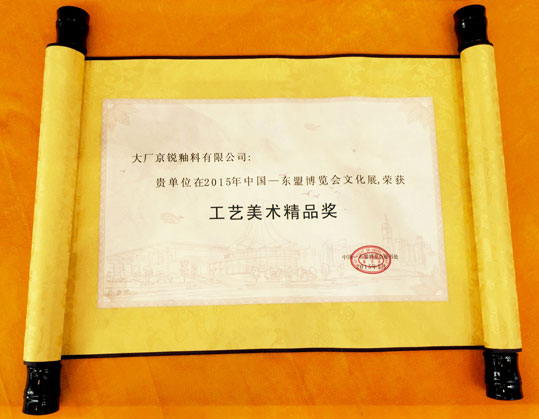 大厂京锐釉料有限公司:
贵单位在2015年中国—东盟博览会文化展,荣获
工艺美术精品奖